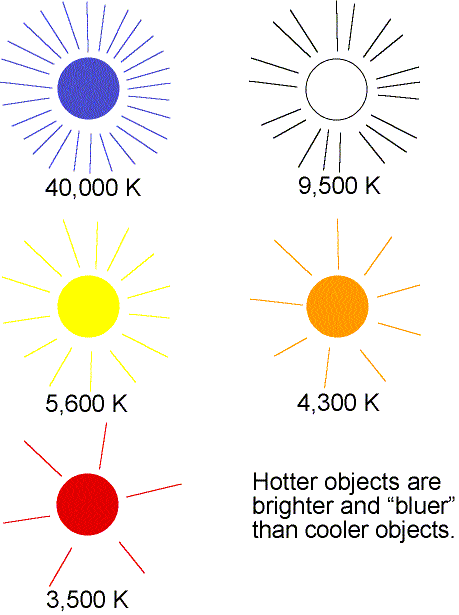 40,000 K
9,500 K
5,600 K
4,300 K
3,500 K
Hotter objects are
brighter and “bluer”
than cooler objects.